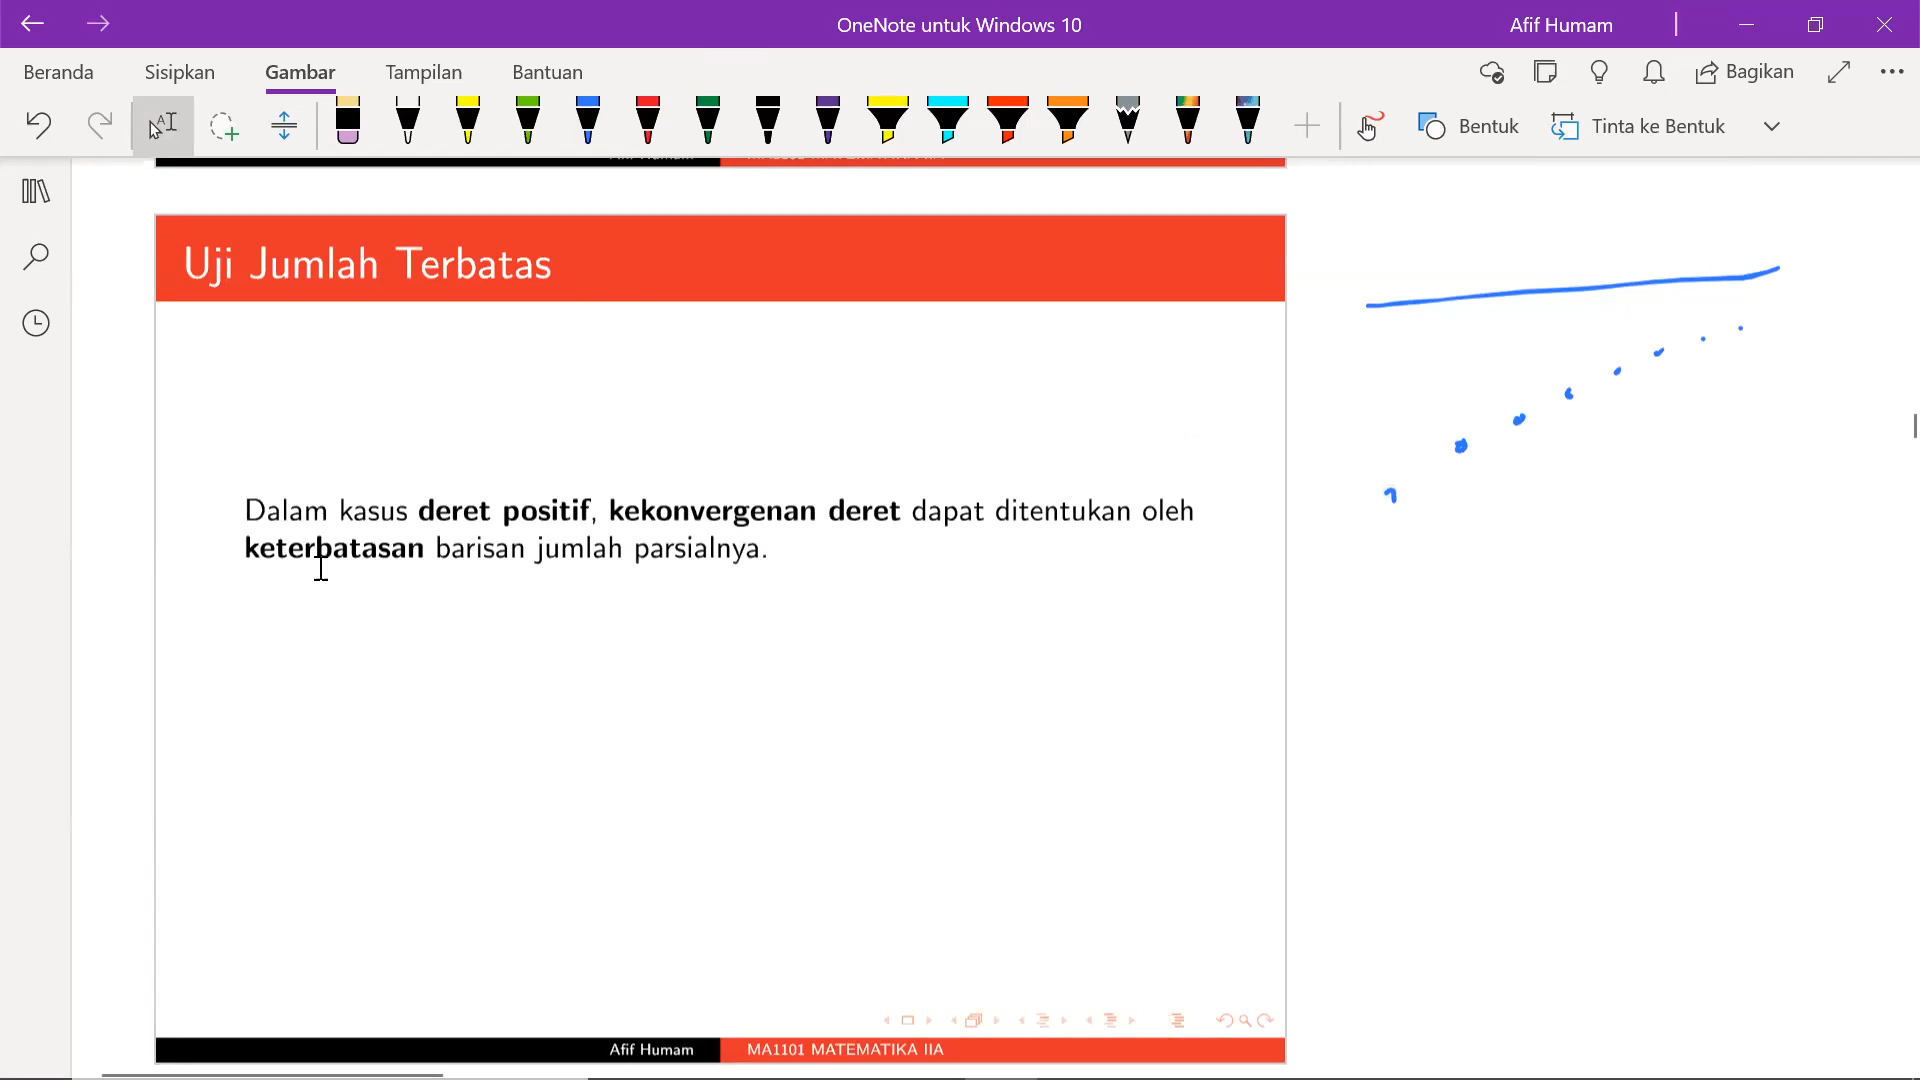 OneNote untuk Windows 10
Afif Humam
Beranda
Sisipkan
Gambar
Tampilan
Bantuan
Bagikan
Bentuk
Tinta ke Bentuk
Uji Jumlah Terbatas
Dalam kasus deret positif, kekonvergenan deret dapat ditentukan oleh
keterbatasan barisan jumlah parsialnya.
Afif Humam
MA1101 MATEMATIKA IIA